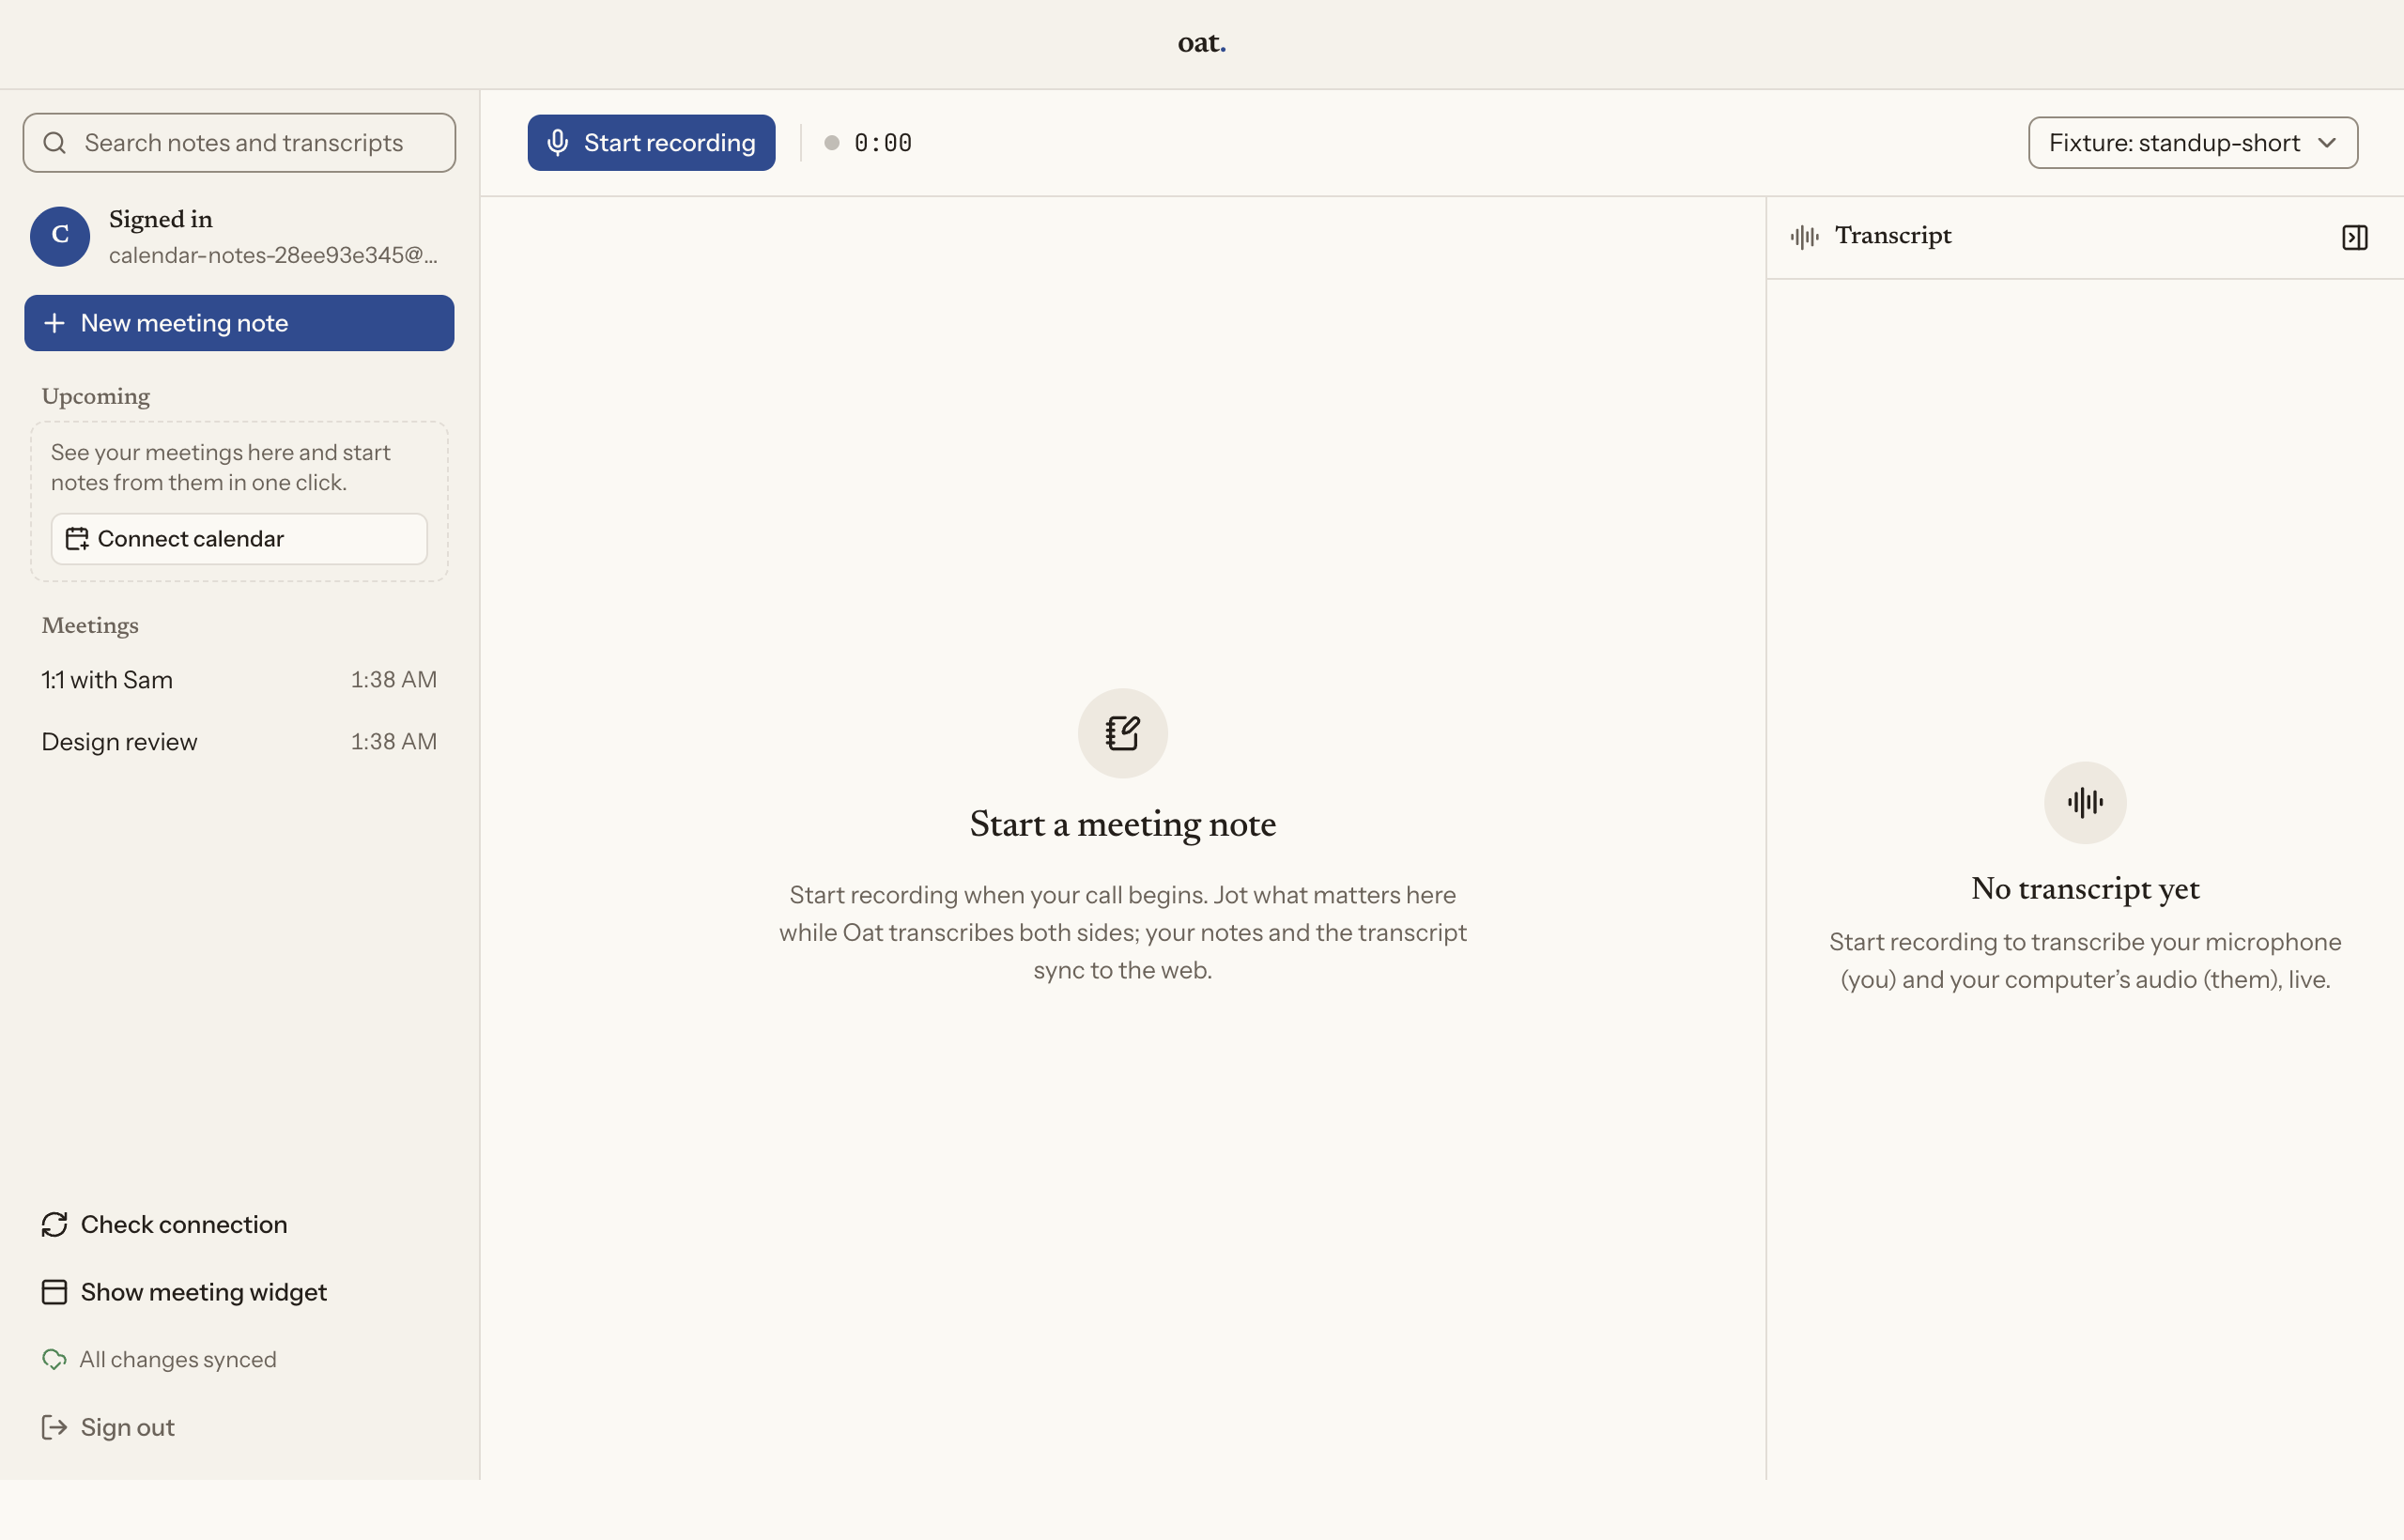 oat.
Search notes and transcripts
Signed in
calendar-notes-28ee93e345@...
New meeting note
Upcoming
See your meetings here and start
notes from them in one click.
Connect calendar
Meetings
1:1 with Sam 1:38 AM
Design review 1:38 AM
Check connection
Show meeting widget
All changes synced
Sign out
Start recording 0:00
Fixture: standup-short
Start a meeting note
Start recording when your call begins. Jot what matters here
while Oat transcribes both sides; your notes and the transcript
sync to the web.
Transcript
No transcript yet
Start recording to transcribe your microphone
(you) and your computer’s audio (them), live.